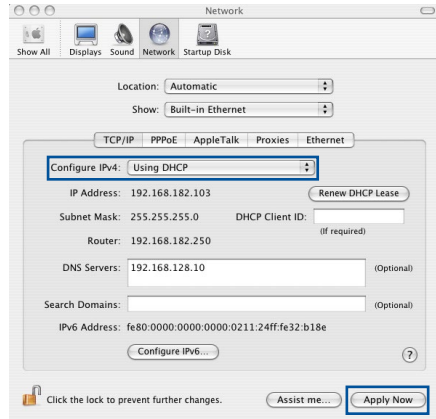 Network
Show All Displays Sound Network Startup Disk
Location: Automatic
Show: Built-in Ethernet
TCP/IP PPPoE AppleTalk Proxies Ethernet
Configure IPv4: Using DHCP
IP Address: 192.168.182.103 Renew DHCP Lease
Subnet Mask: 255.255.255.0 DHCP Client ID:
(If required)
Router: 192.168.182.250
DNS Servers: 192.168.128.10 (Optional)
Search Domains: (Optional)
IPv6 Address: fe80:0000:0000:0000:0211:24ff:fe32:b18e
Configure IPv6... ?
Click the lock to prevent further changes. Assist me... Apply Now